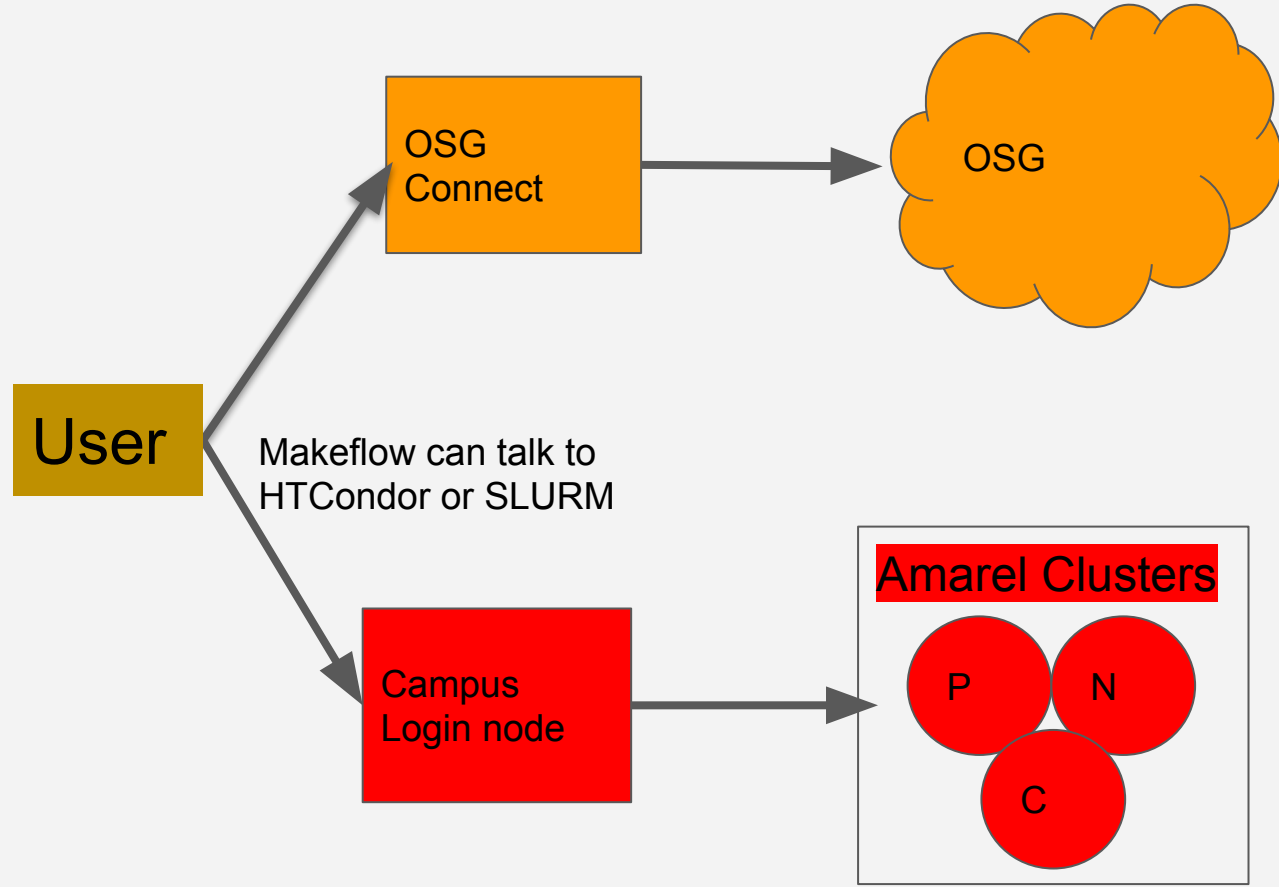 OSG
Connect
OSG
User
Makeflow can talk to
HTCondor or SLURM
Amarel Clusters
P
N
C
Campus
Login node